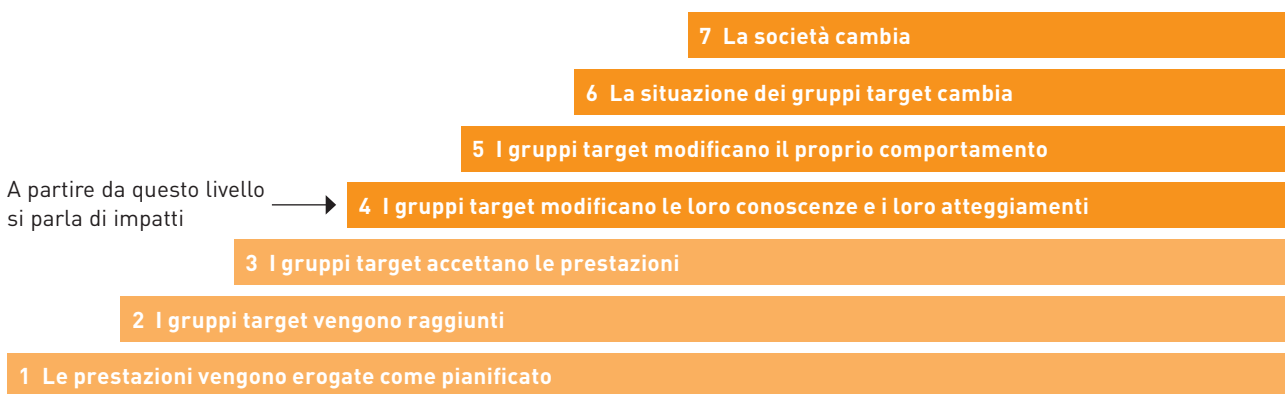 7 La società cambia
6 La situazione dei gruppi target cambia
5 I gruppi target modificano il proprio comportamento
A partire da questo livello
si parla di impatti
4 I gruppi target modificano le loro conoscenze e i loro atteggiamenti
3 I gruppi target accettano le prestazioni
2 I gruppi target vengono raggiunti
1 Le prestazioni vengono erogate come pianificato